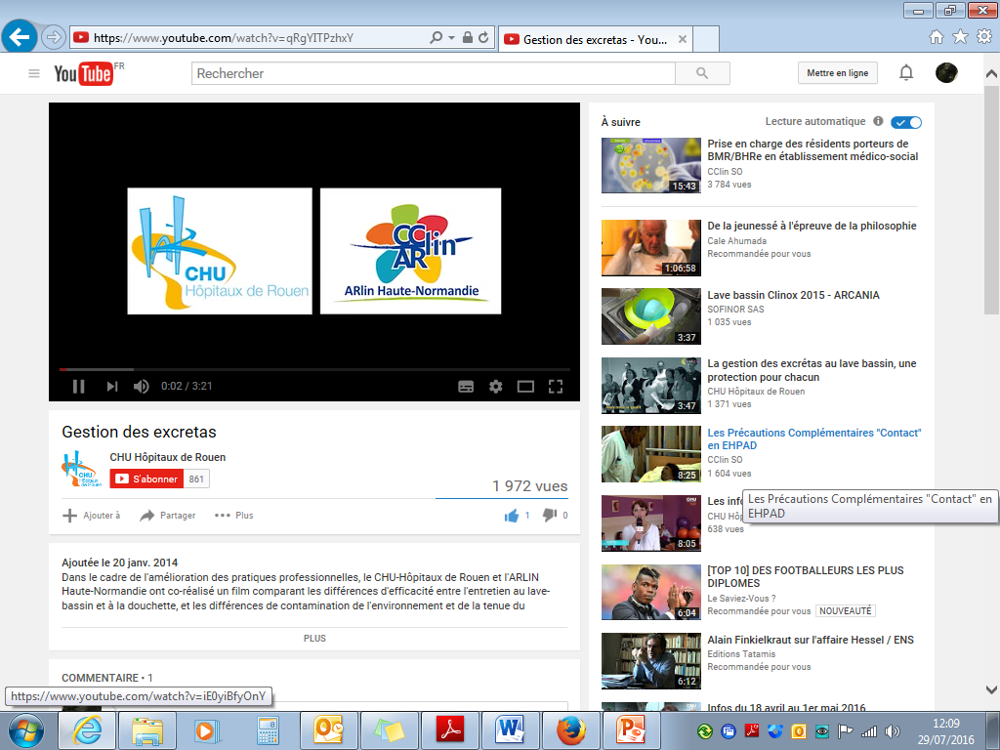 https://www.youtube.com/watch?v=qRgYITPzhxY
Gestion des excretas - You...
YouTube FR
Rechercher
Mettre en ligne
CHU
Hôpitaux de Rouen
CClin
AR
ARlin Haute-Normandie
0:02 / 3:21
Gestion des excretas
CHU
Hôpitaux de Rouen
CHU Hôpitaux de Rouen
S'abonner 861
1 972 vues
Ajouter à Partager Plus
1 0
Ajoutée le 20 janv. 2014
Dans le cadre de l'amélioration des pratiques professionnelles, le CHU-Hôpitaux de Rouen et l'ARLIN
Haute-Normandie ont co-réalisé un film comparant les différences d'efficacité entre l'entretien au lave-
bassin et à la douchette, et les différences de contamination de l'environnement et de la tenue du
PLUS
COMMENTAIRE • 1
https://www.youtube.com/watch?v=iE0yiBfyOnY
À suivre
Lecture automatique
Prise en charge des résidents porteurs de
BMR/BHRe en établissement médico-social
CClin SO
3 784 vues
15:43
De la jeunessé à l'épreuve de la philosophie
Cale Ahumada
Recommandée pour vous
1:06:58
Lave bassin Clinox 2015 - ARCANIA
SOFINOR SAS
1 035 vues
3:37
La gestion des excrétas au lave bassin, une
protection pour chacun
CHU Hôpitaux de Rouen
1 371 vues
3:47
Les Précautions Complémentaires "Contact"
en EHPAD
CClin SO
1 604 vues
8:25
Les info
CHU Hôp
638 vues
8:05
Les Précautions Complémentaires "Contact" en
EHPAD
[TOP 10] DES FOOTBALLEURS LES PLUS
DIPLOMES
Le Saviez-Vous ?
Recommandée pour vous NOUVEAUTÉ
6:04
Alain Finkielkraut sur l'affaire Hessel / ENS
Editions Tatamis
Recommandée pour vous
6:12
Infos du 18 avril au 1er mai 2016
12:09
29/07/2016